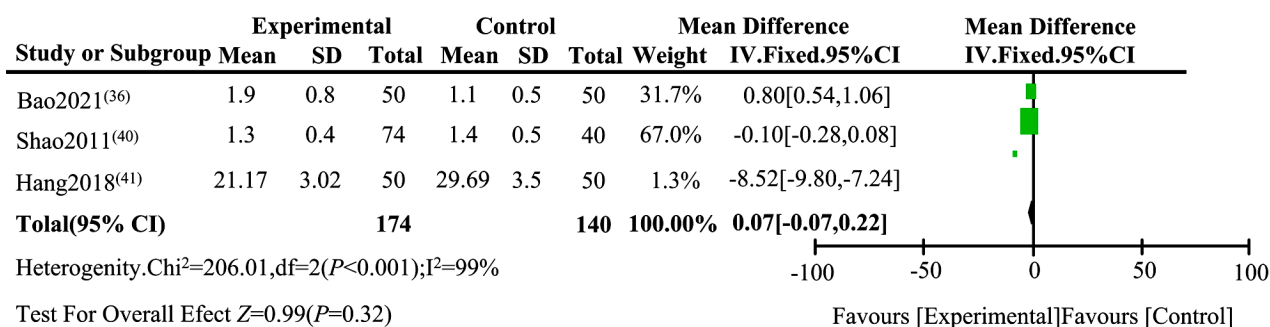 Experimental Control Mean Difference Mean Difference
Study or Subgroup Mean SD Total Mean SD Total Weight IV.Fixed.95%CI IV.Fixed.95%CI
Bao2021(36) 1.9 0.8 50 1.1 0.5 50 31.7% 0.80[0.54,1.06]
Shao2011(40) 1.3 0.4 74 1.4 0.5 40 67.0% -0.10[-0.28,0.08]
Hang2018(41) 21.17 3.02 50 29.69 3.5 50 1.3% -8.52[-9.80,-7.24]
Tolal(95% CI) 174 140 100.00% 0.07[-0.07,0.22]
Heterogenity.Chi²=206.01,df=2(P<0.001);I²=99%
-100 -50 0 50 100
Test For Overall Efect Z=0.99(P=0.32)
Favours [Experimental]Favours [Control]